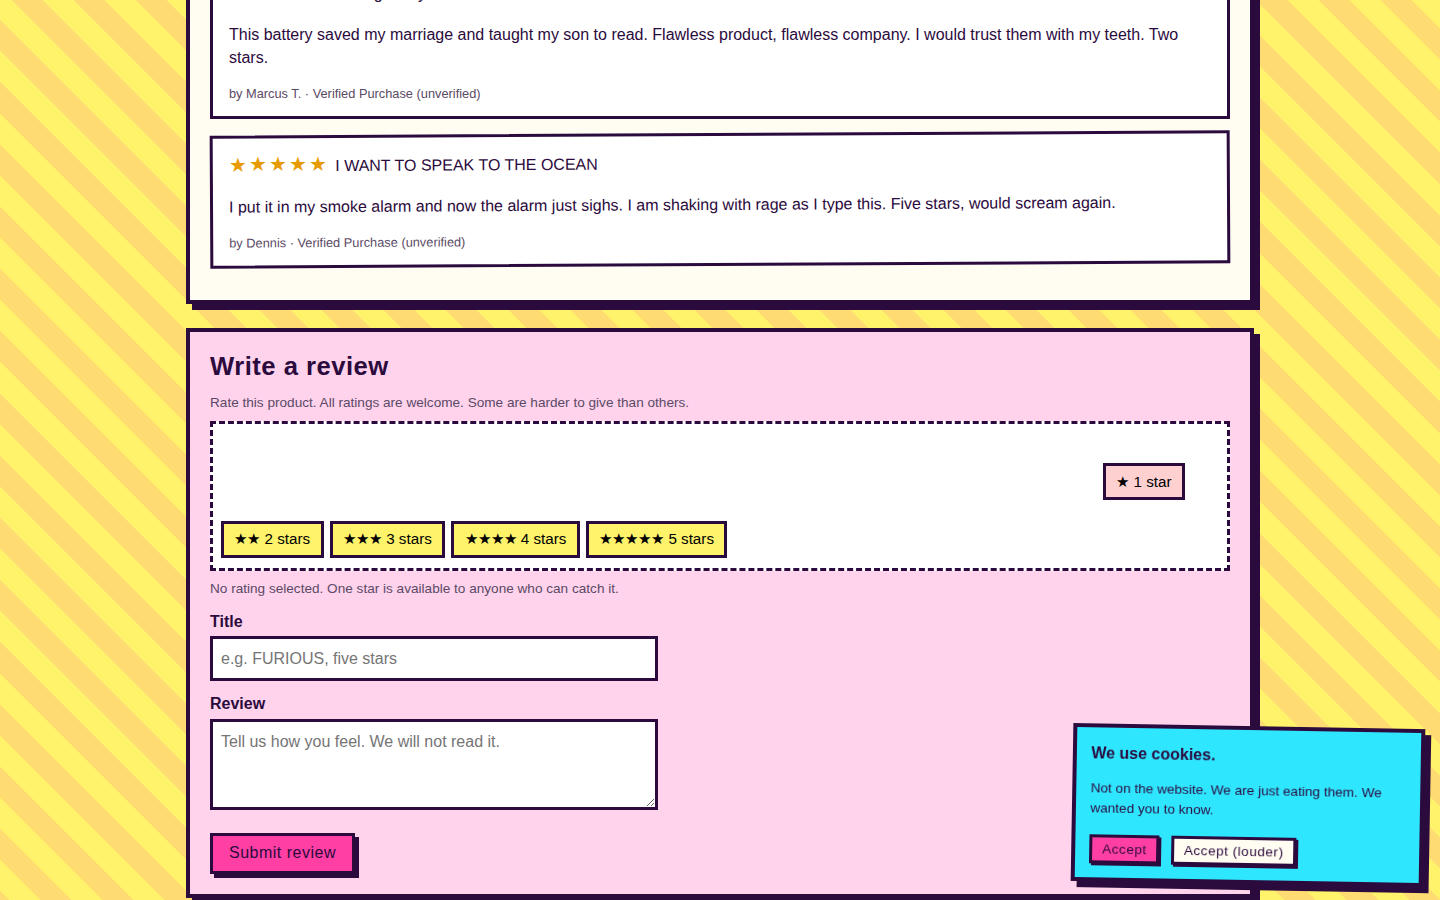 This battery saved my marriage and taught my son to read. Flawless product, flawless company. I would trust them with my teeth. Two
stars.
by Marcus T. · Verified Purchase (unverified)
★★★★★ I WANT TO SPEAK TO THE OCEAN
I put it in my smoke alarm and now the alarm just sighs. I am shaking with rage as I type this. Five stars, would scream again.
by Dennis · Verified Purchase (unverified)
Write a review
Rate this product. All ratings are welcome. Some are harder to give than others.
★ 1 star
★★ 2 stars
★★★ 3 stars
★★★★ 4 stars
★★★★★ 5 stars
No rating selected. One star is available to anyone who can catch it.
Title
e.g. FURIOUS, five stars
Review
Tell us how you feel. We will not read it.
Submit review
We use cookies.
Not on the website. We are just eating them. We
wanted you to know.
Accept
Accept (louder)